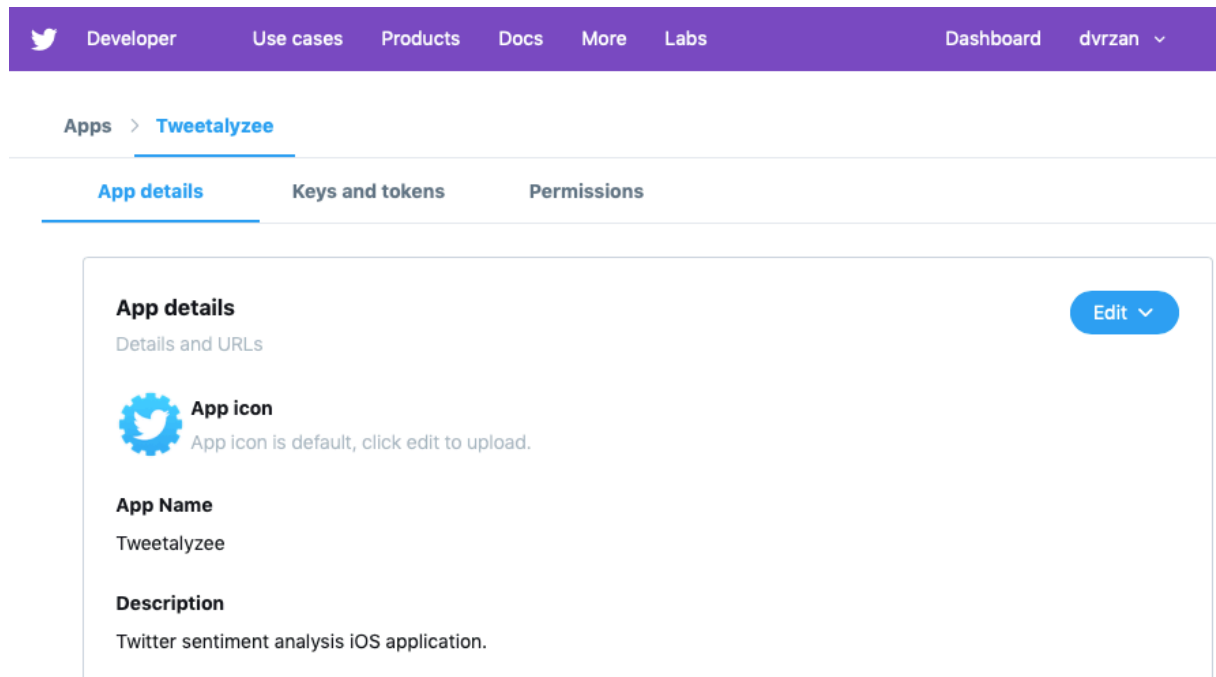 Developer Use cases Products Docs More Labs Dashboard dvrzan
Apps > Tweetalyzee
App details Keys and tokens Permissions
App details
Edit
Details and URLs
App icon
App icon is default, click edit to upload.
App Name
Tweetalyzee
Description
Twitter sentiment analysis iOS application.